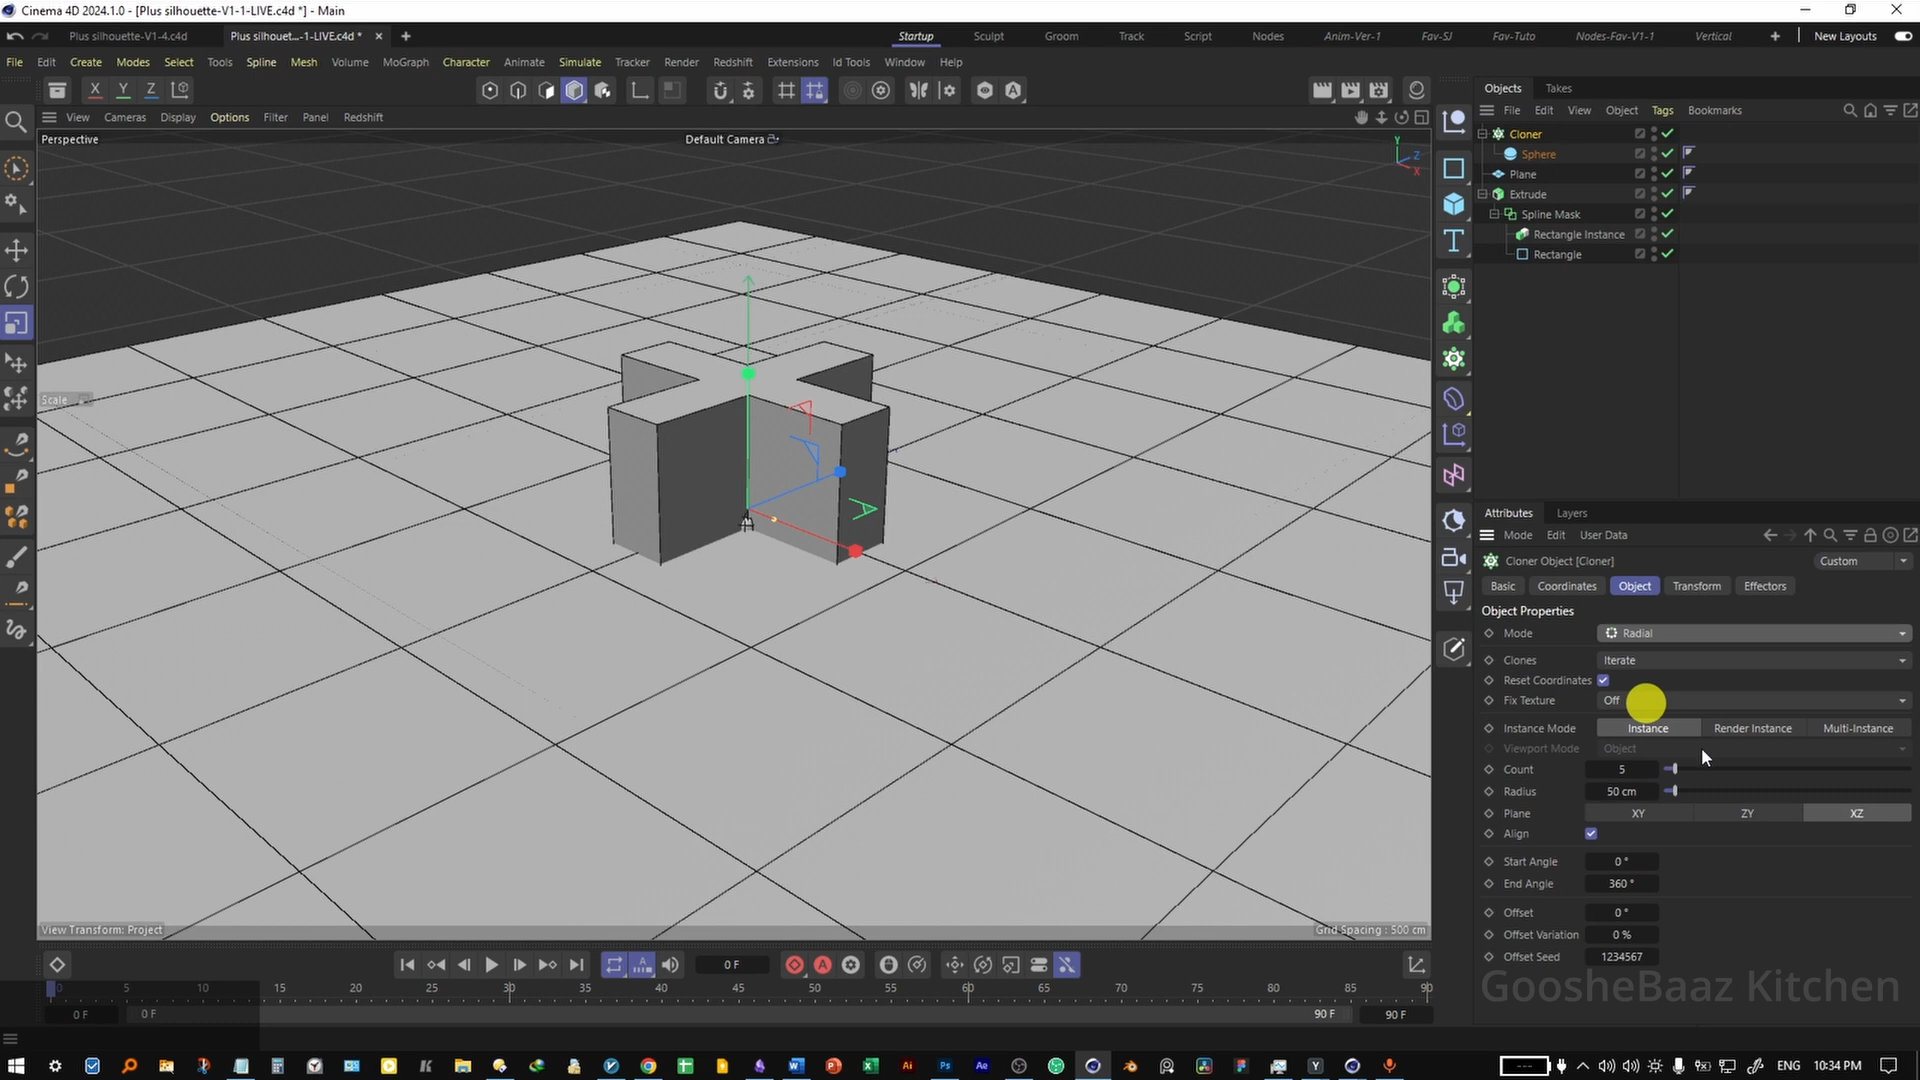 Cinema 4D 2024.1.0 - [Plus silhouette-V1-1-LIVE.c4d *] - Main
Plus silhouette-V1-4.c4d
Plus silhouet...-1-LIVE.c4d *
Startup
Sculpt
Groom
Track
Script
Nodes
Anim-Ver-1
Fav-SJ
Fav-Tuto
Nodes-Fav-V1-1
Vertical
New Layouts
File Edit Create Modes Select Tools Spline Mesh Volume MoGraph Character Animate Simulate Tracker Render Redshift Extensions Id Tools Window Help
X Y Z
Objects Takes
File Edit View Object Tags Bookmarks
View Cameras Display Options Filter Panel Redshift
Perspective
Default Camera
Y
Z
X
Cloner
Sphere
Plane
Extrude
Spline Mask
Rectangle Instance
Rectangle
Scale
View Transform: Project
Grid Spacing : 500 cm
Attributes Layers
Mode Edit User Data
Cloner Object [Cloner]
Custom
Basic Coordinates Object Transform Effectors
Object Properties
Mode Radial
Clones Iterate
Reset Coordinates
Fix Texture Off
Instance Mode Instance Render Instance Multi-Instance
Viewport Mode Object
Count 5
Radius 50 cm
Plane XY ZY XZ
Align
Start Angle 0 °
End Angle 360 °
Offset 0 °
Offset Variation 0 %
Offset Seed 1234567
GoosheBaaz Kitchen
0 F
0 5 10 15 20 25 30 35 40 45 50 55 60 65 70 75 80 85 90
0 F 0 F 90 F 90 F
ENG 10:34 PM